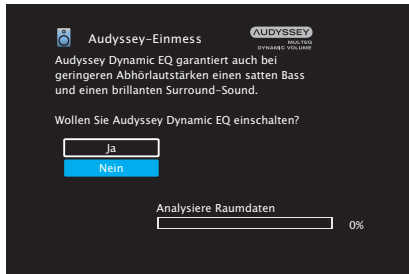 Audyssey-Einmess
AUDYSSEY
MULTEQ
DYNAMIC VOLUME
Audyssey Dynamic EQ garantiert auch bei
geringeren Abhörlautstärken einen satten Bass
und einen brillanten Surround-Sound.
Wollen Sie Audyssey Dynamic EQ einschalten?
Ja
Nein
Analysiere Raumdaten
0%